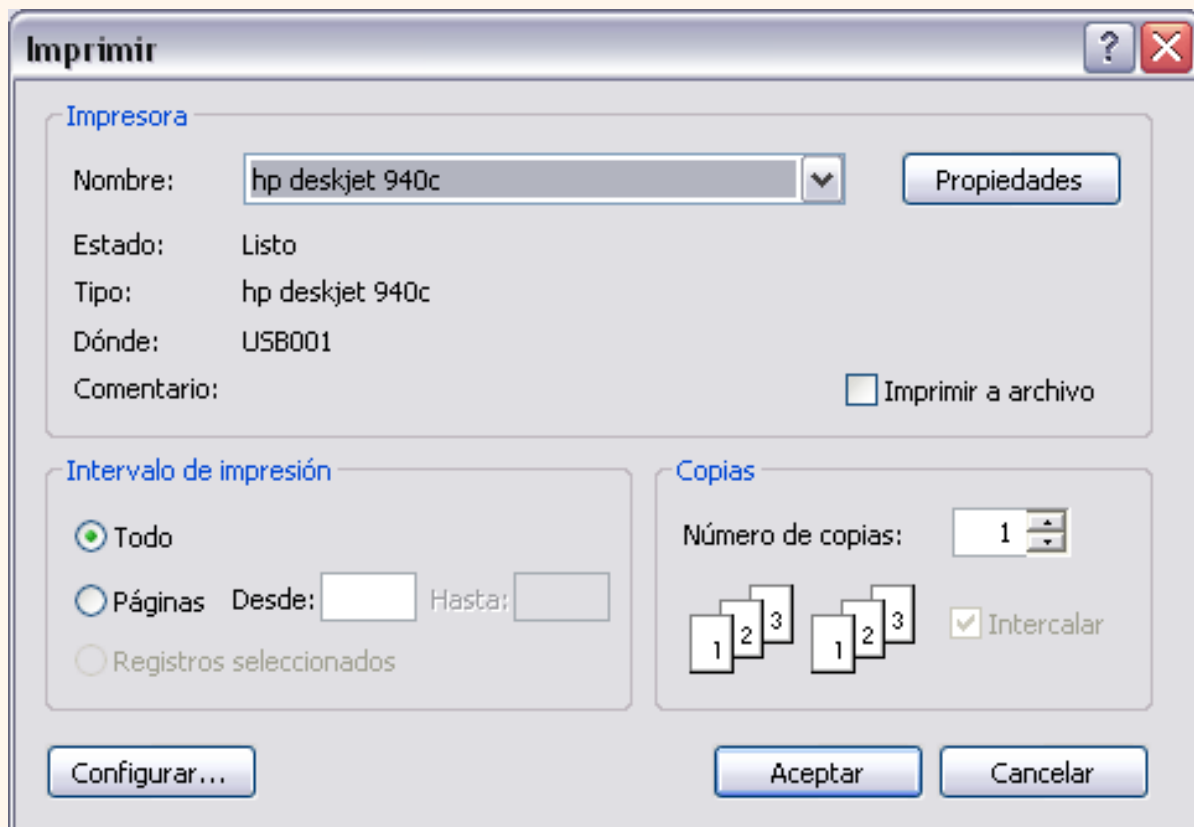 Imprimir
Impresora
Nombre: hp deskjet 940c Propiedades
Estado: Listo
Tipo: hp deskjet 940c
Dónde: USB001
Comentario: Imprimir a archivo
Intervalo de impresión
Todo
Páginas Desde: Hasta:
Registros seleccionados
Copias
Número de copias: 1
1 2 3 1 2 3 Intercalar
Configurar... Aceptar Cancelar